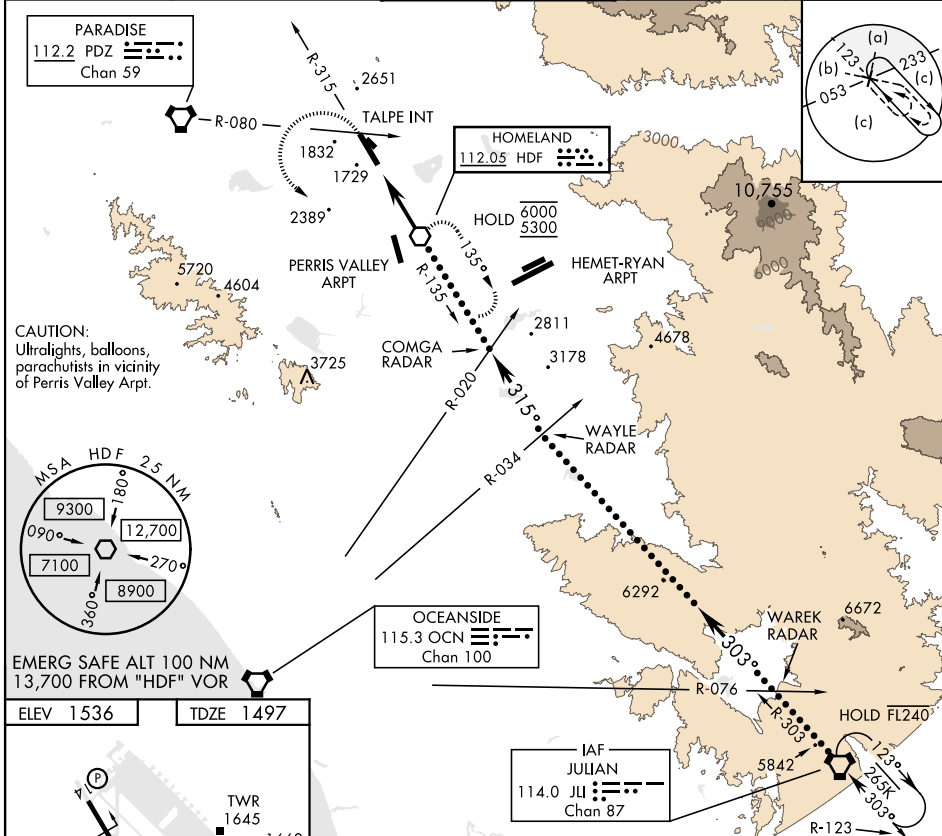 PARADISE
112.2 PDZ
Chan 59
R-315
2651
TALPE INT
R-080
1832
1729
2389
HOMELAND
112.05 HDF
HOLD 6000
5300
135°
R-135
PERRIS VALLEY
ARPT
HEMET-RYAN
ARPT
3000
10,755
9000
6000
(a)
123
233
(b)
(c)
053
(c)
5720
4604
3725
CAUTION:
Ultralights, balloons,
parachutists in vicinity
of Perris Valley Arpt.
COMGA
RADAR
2811
3178
4678
R-020
315°
WAYLE
RADAR
R-034
MSA HDF 25 NM
180°
9300
12,700
090°
270°
7100
8900
360°
EMERG SAFE ALT 100 NM
13,700 FROM "HDF" VOR
OCEANSIDE
115.3 OCN
Chan 100
6292
6672
WAREK
RADAR
303°
R-076
R-303
HOLD FL240
5842
IAF
JULIAN
114.0 JLI
Chan 87
123°
265K
303°
R-123
ELEV 1536
TDZE 1497
P
14
TWR
1645